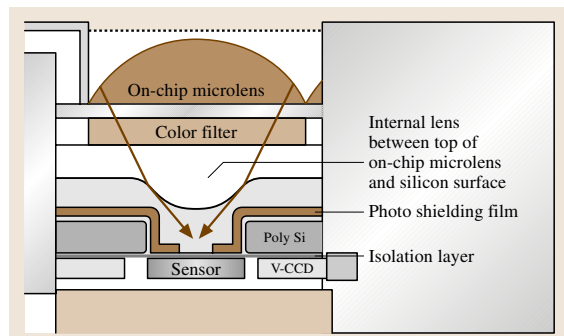 On-chip microlens
Color filter
Internal lens
between top of
on-chip microlens
and silicon surface
Photo shielding film
Poly Si
Isolation layer
Sensor
V-CCD